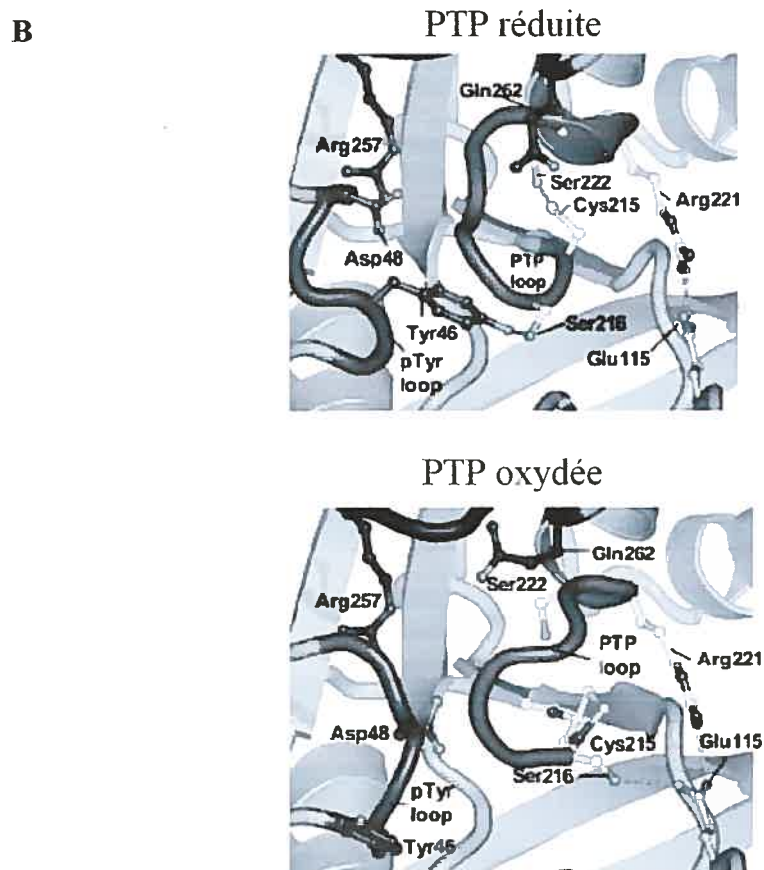 B
PTP réduite
Gln262
Arg257
Ser222
Arg221
Cys215
Asp48
PTP
loop
Tyr46
Ser216
pTyr
loop
Glu115
PTP oxydée
Gln262
Ser222
Arg257
PTP
loop
Arg221
Asp48
Cys215
Glu115
Ser216
pTyr
loop
Tyr46